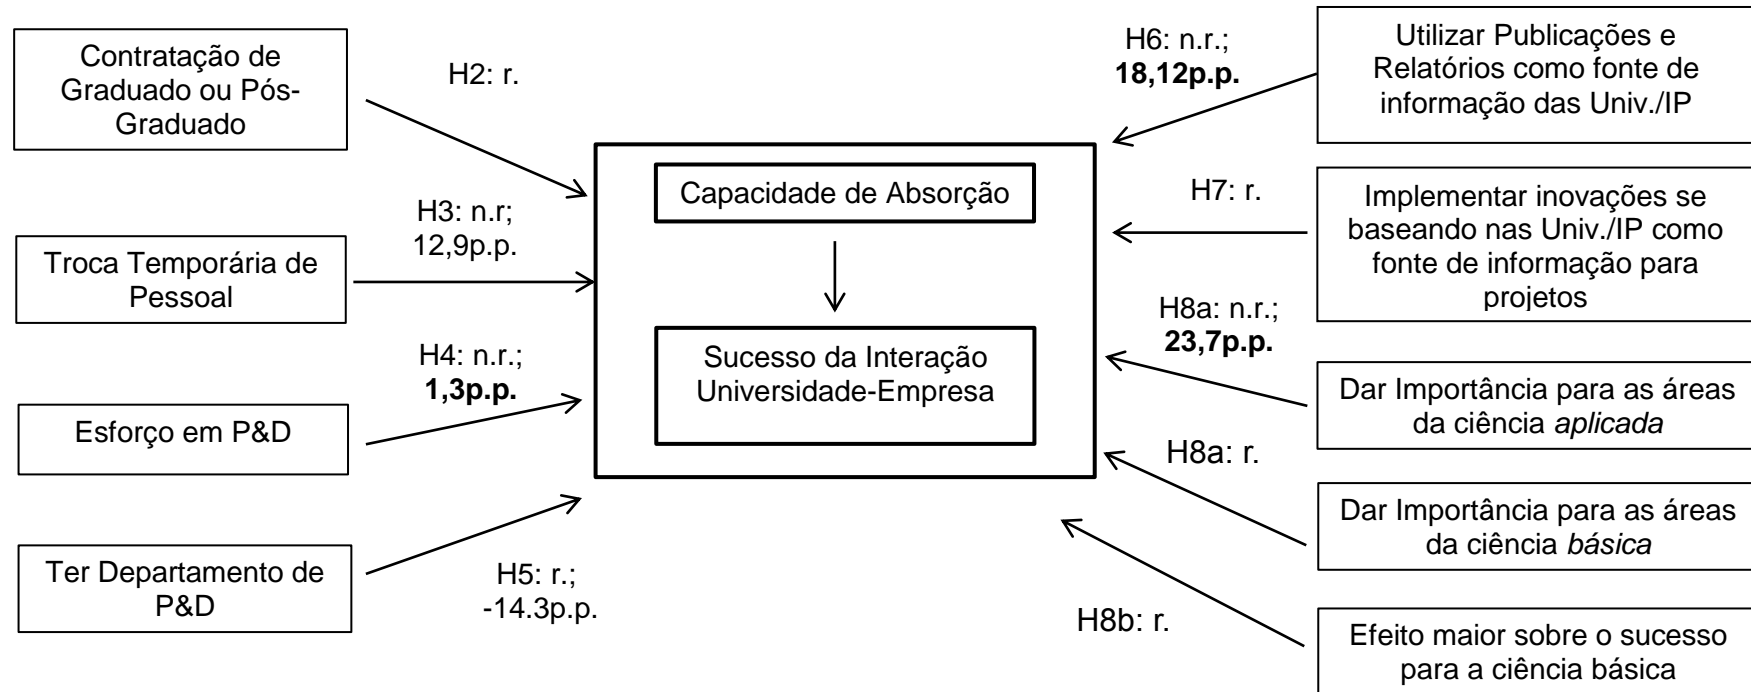 Contratação de
Graduado ou Pós-
Graduado
H2: r.
Troca Temporária de
Pessoal
H3: n.r;
12,9p.p.
Esforço em P&D
H4: n.r.;
1,3p.p.
Ter Departamento de
P&D
H5: r.;
-14.3p.p.
Capacidade de Absorção
Sucesso da Interação
Universidade-Empresa
H6: n.r.;
18,12p.p.
Utilizar Publicações e
Relatórios como fonte de
informação das Univ./IP
H7: r.
Implementar inovações se
baseando nas Univ./IP como
fonte de informação para
projetos
H8a: n.r.;
23,7p.p.
Dar Importância para as áreas
da ciência aplicada
H8a: r.
Dar Importância para as áreas
da ciência básica
H8b: r.
Efeito maior sobre o sucesso
para a ciência básica